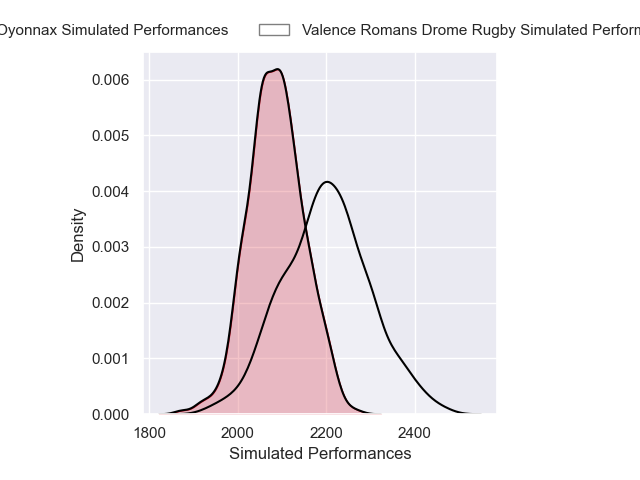 Oyonnax Simulated Performances Valence Romans Drome Rugby Simulated Perform
0.006
0.005
0.004
0.003
0.002
0.001
0.000
Density
1800 2000 2200 2400
Simulated Performances